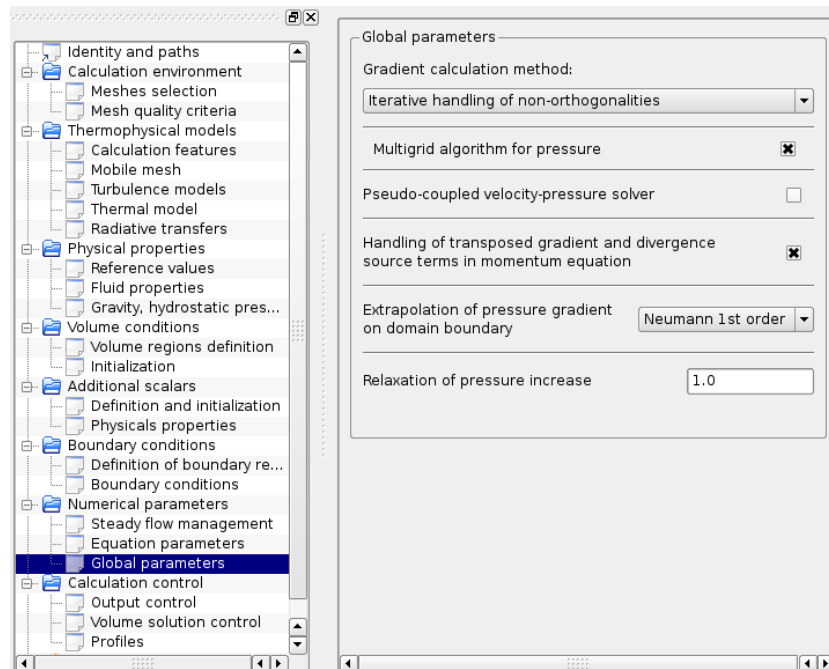 Identity and paths
Calculation environment
Meshes selection
Mesh quality criteria
Thermophysical models
Calculation features
Mobile mesh
Turbulence models
Thermal model
Radiative transfers
Physical properties
Reference values
Fluid properties
Gravity, hydrostatic pres...
Volume conditions
Volume regions definition
Initialization
Additional scalars
Definition and initialization
Physicals properties
Boundary conditions
Definition of boundary re...
Boundary conditions
Numerical parameters
Steady flow management
Equation parameters
Global parameters
Calculation control
Output control
Volume solution control
Profiles
Global parameters
Gradient calculation method:
Iterative handling of non-orthogonalities
Multigrid algorithm for pressure
Pseudo-coupled velocity-pressure solver
Handling of transposed gradient and divergence
source terms in momentum equation
Extrapolation of pressure gradient
on domain boundary
Neumann 1st order
Relaxation of pressure increase
1.0